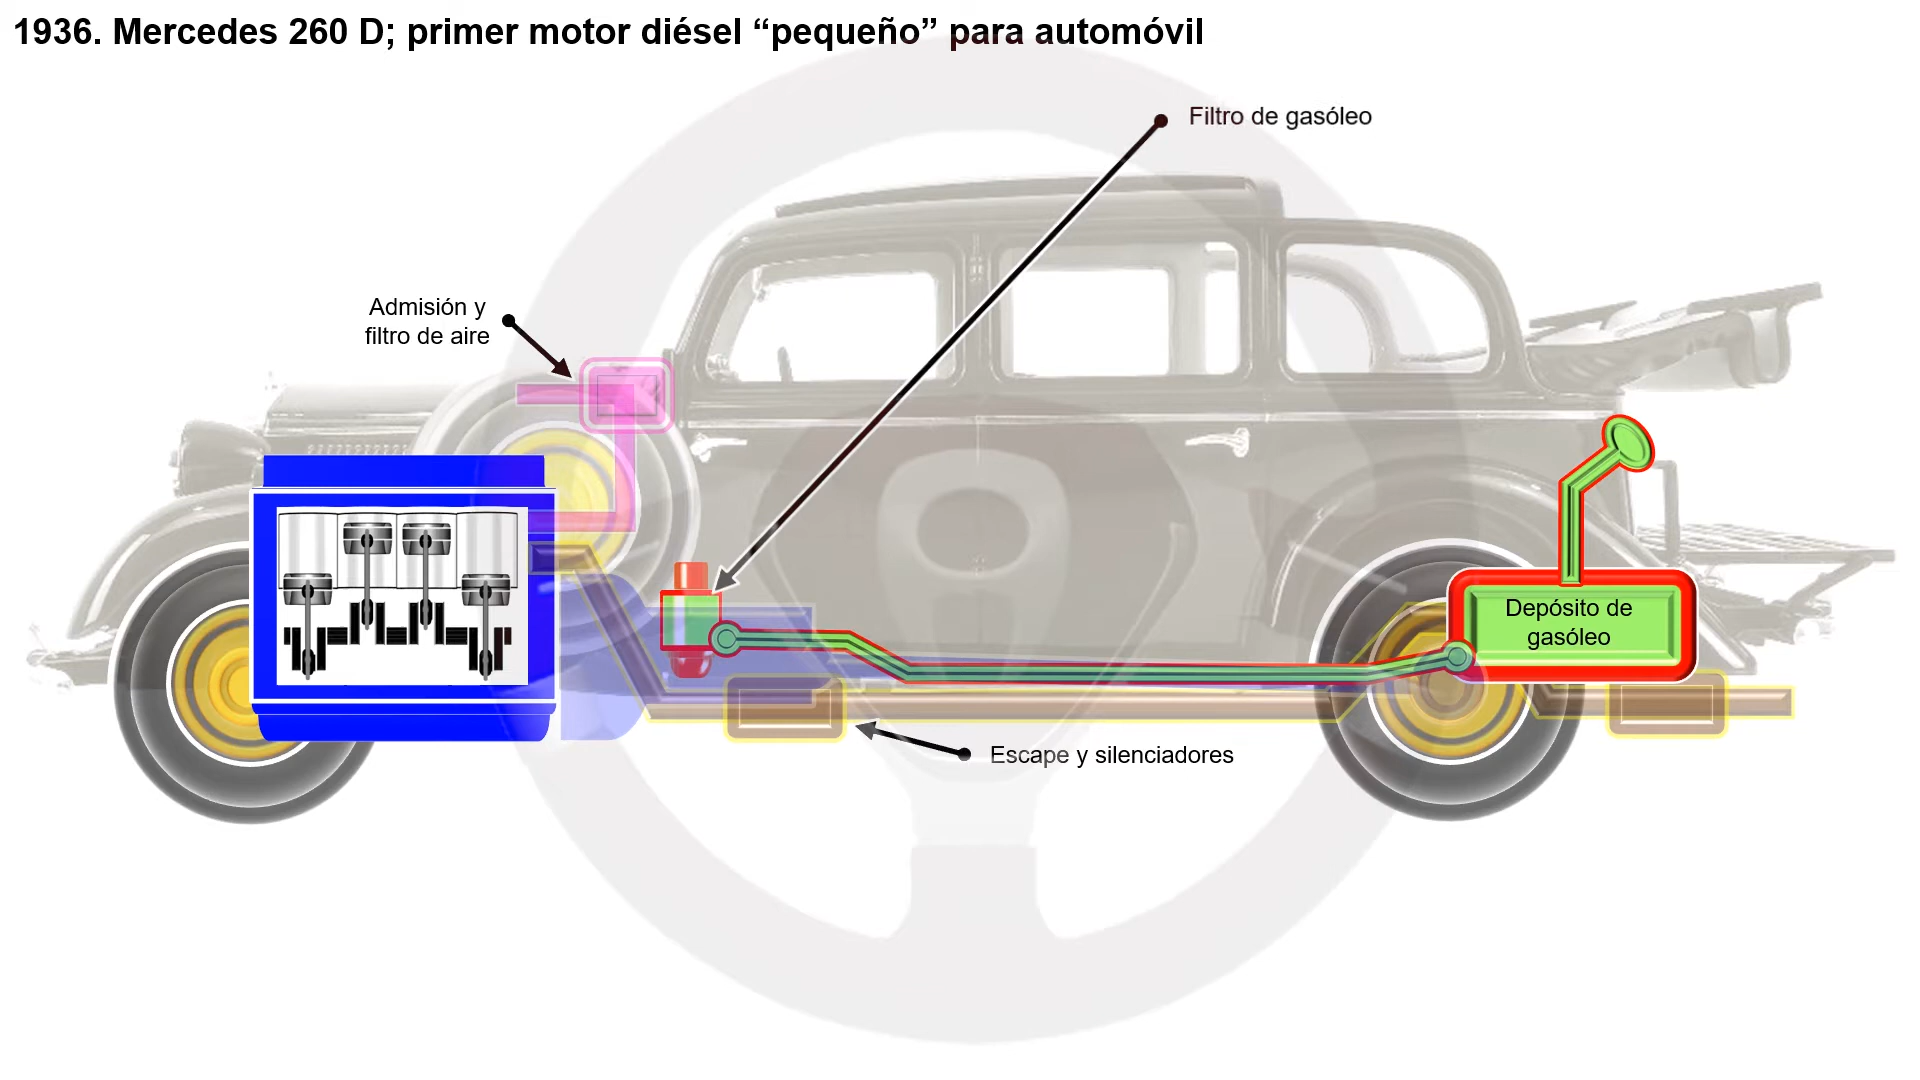 1936. Mercedes 260 D; primer motor diésel “pequeño” para automóvil
Filtro de gasóleo
Admisión y
filtro de aire
Depósito de
gasóleo
Escape y silenciadores